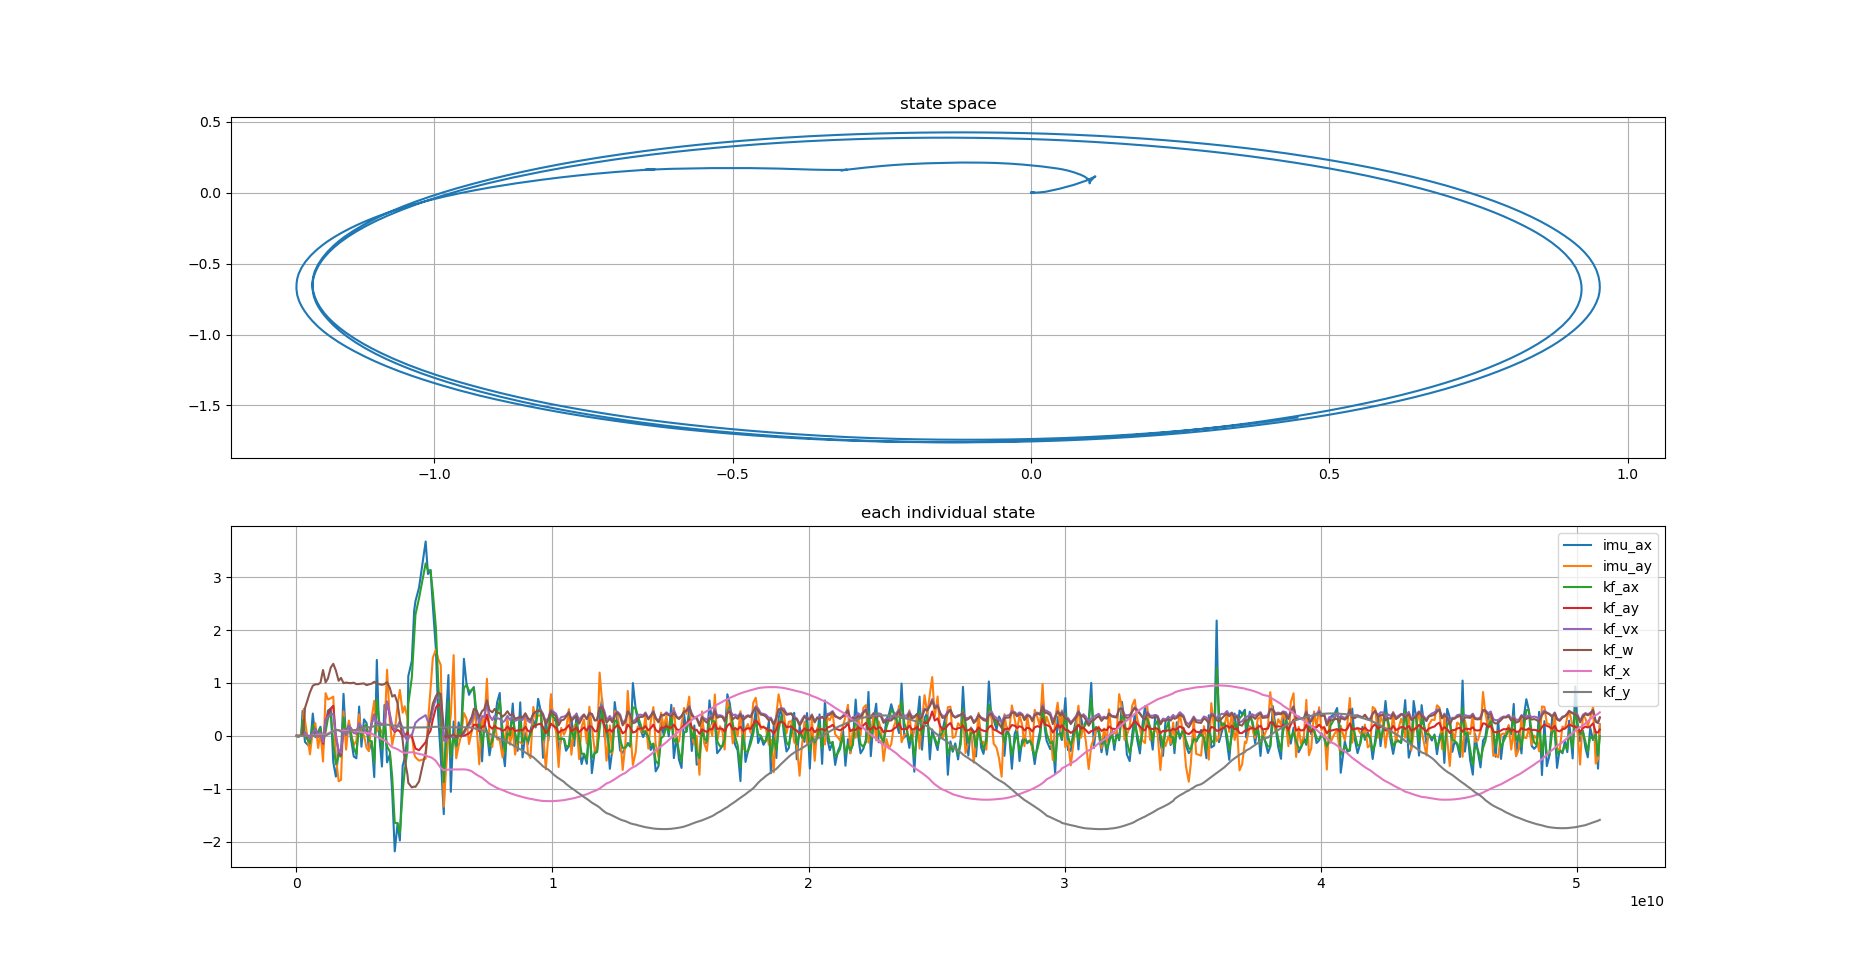 state space
0.5
0.0
−0.5
−1.0
−1.5
−1.0 −0.5 0.0 0.5 1.0
each individual state
3
2
1
0
−1
−2
imu_ax
imu_ay
kf_ax
kf_ay
kf_vx
kf_w
kf_x
kf_y
0 1 2 3 4 5
1e10